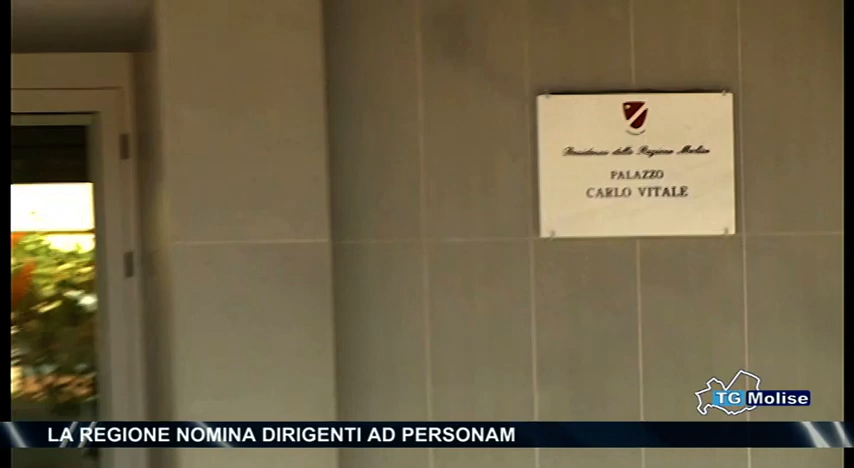 Presidenza della Regione Molise
PALAZZO
CARLO VITALE
TG Molise
LA REGIONE NOMINA DIRIGENTI AD PERSONAM